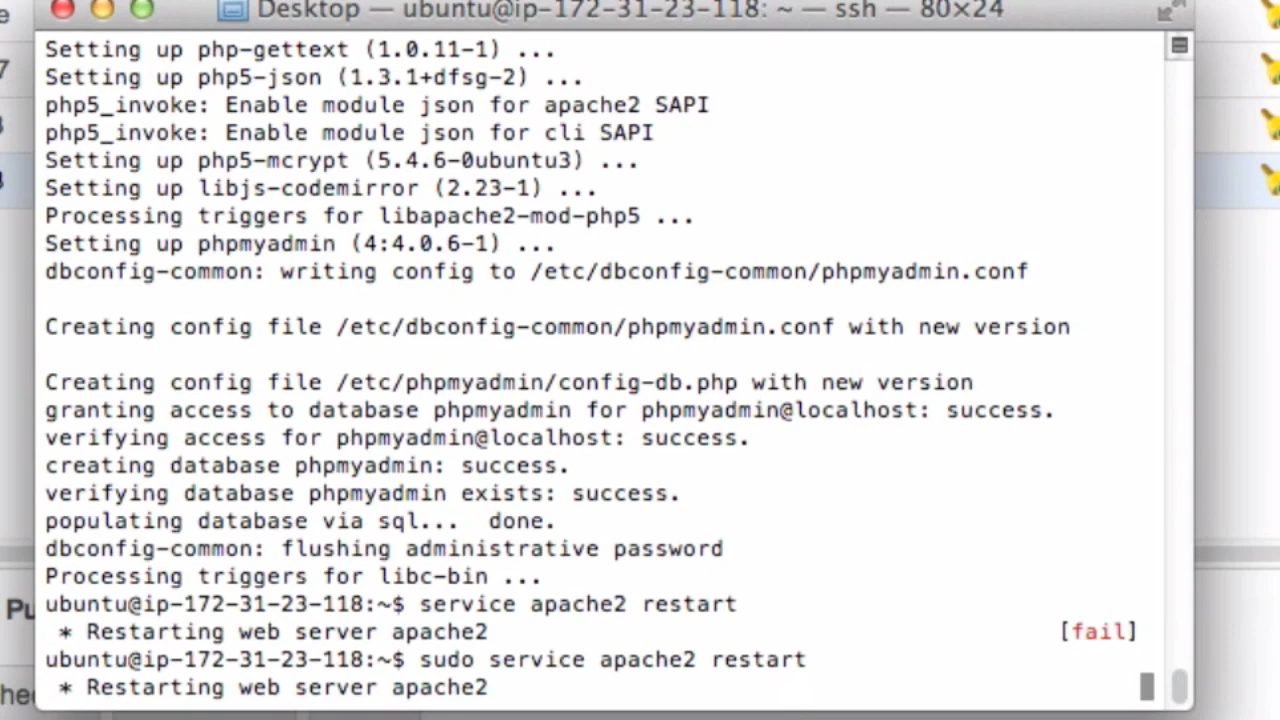 Desktop — ubuntu@ip-172-31-23-118: ~ — ssh — 80×24
Setting up php-gettext (1.0.11-1) ...
Setting up php5-json (1.3.1+dfsg-2) ...
php5_invoke: Enable module json for apache2 SAPI
php5_invoke: Enable module json for cli SAPI
Setting up php5-mcrypt (5.4.6-0ubuntu3) ...
Setting up libjs-codemirror (2.23-1) ...
Processing triggers for libapache2-mod-php5 ...
Setting up phpmyadmin (4:4.0.6-1) ...
dbconfig-common: writing config to /etc/dbconfig-common/phpmyadmin.conf
Creating config file /etc/dbconfig-common/phpmyadmin.conf with new version
Creating config file /etc/phpmyadmin/config-db.php with new version
granting access to database phpmyadmin for phpmyadmin@localhost: success.
verifying access for phpmyadmin@localhost: success.
creating database phpmyadmin: success.
verifying database phpmyadmin exists: success.
populating database via sql...  done.
dbconfig-common: flushing administrative password
Processing triggers for libc-bin ...
ubuntu@ip-172-31-23-118:~$ service apache2 restart
 * Restarting web server apache2 [fail]
ubuntu@ip-172-31-23-118:~$ sudo service apache2 restart
 * Restarting web server apache2